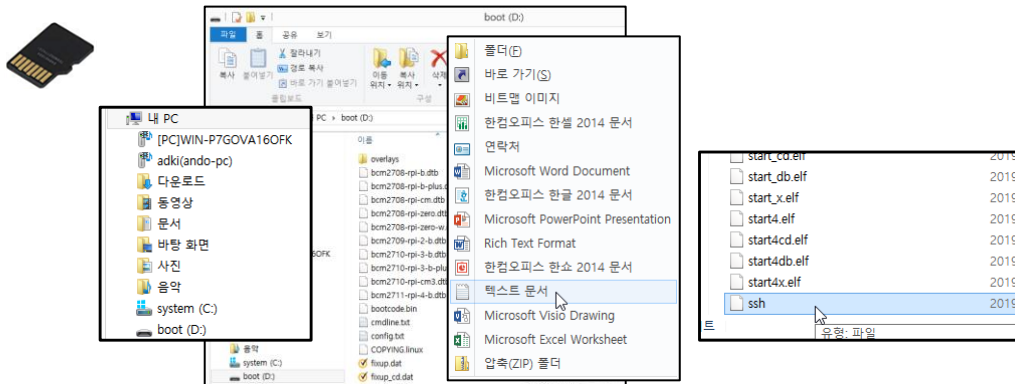 boot (D:)
파일 홈 공유 보기
복사 붙여넣기
잘라내기
경로 복사
바로 가기 붙여넣기
이동 위치
복사 위치
삭제
클립보드
구성
PC › boot (D:)
이름
overlays
bcm2708-rpi-b.dtb
bcm2708-rpi-b-plus.d
bcm2708-rpi-cm.dtb
bcm2708-rpi-zero.dtb
bcm2708-rpi-zero-w.
bcm2709-rpi-2-b.dtb
bcm2710-rpi-3-b.dtb
bcm2710-rpi-3-b-plu
bcm2710-rpi-cm3.dtb
bcm2711-rpi-4-b.dtb
bootcode.bin
cmdline.txt
config.txt
COPYING.linux
fixup.dat
fixup_cd.dat
6OFK
음악
system (C:)
boot (D:)
내 PC
[PC]WIN-P7GOVA16OFK
adki(ando-pc)
다운로드
동영상
문서
바탕 화면
사진
음악
system (C:)
boot (D:)
폴더(F)
바로 가기(S)
비트맵 이미지
한컴오피스 한셀 2014 문서
연락처
Microsoft Word Document
한컴오피스 한글 2014 문서
Microsoft PowerPoint Presentation
Rich Text Format
한컴오피스 한쇼 2014 문서
텍스트 문서
Microsoft Visio Drawing
Microsoft Excel Worksheet
압축(ZIP) 폴더
start_cd.elf 2019
start_db.elf 2019
start_x.elf 2019
start4.elf 2019
start4cd.elf 2019
start4db.elf 2019
start4x.elf 2019
ssh 2019
트
유형: 파일